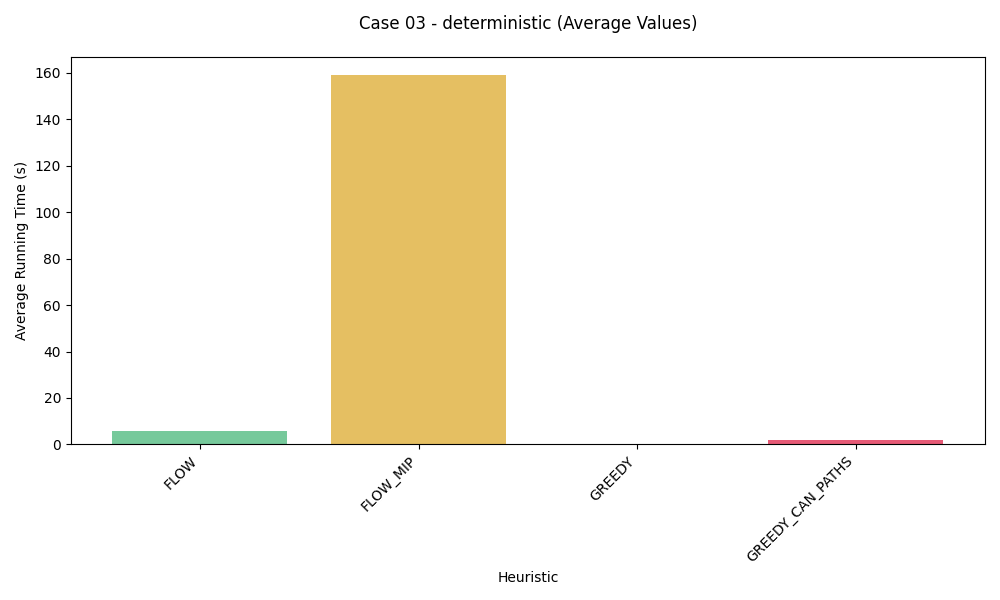 Case 03 - deterministic (Average Values)
Average Running Time (s)
160
140
120
100
80
60
40
20
0
FLOW
FLOW_MIP
GREEDY
GREEDY_CAN_PATHS
Heuristic